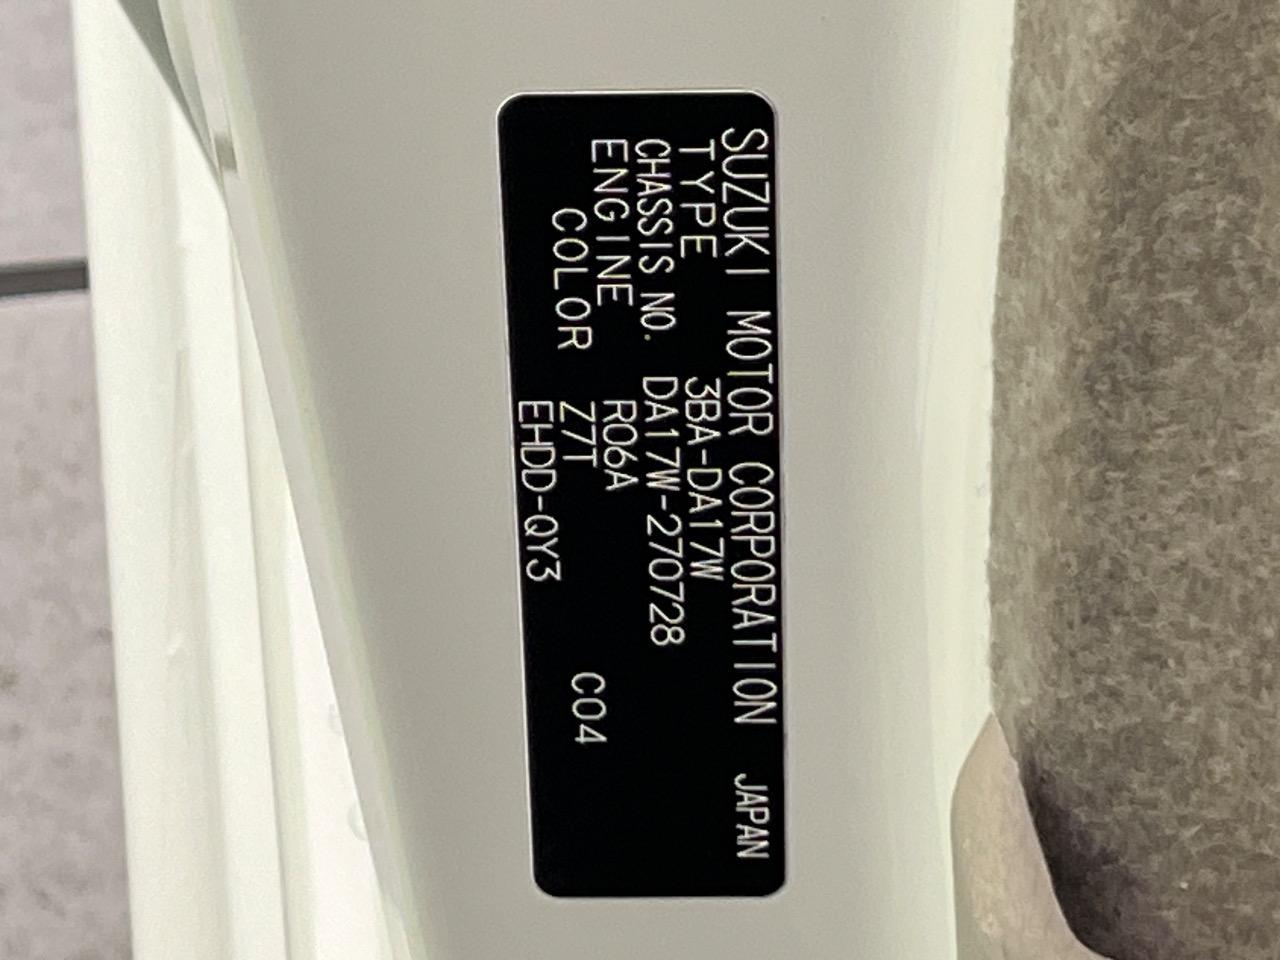 SUZUKI MOTOR CORPORATION JAPAN
TYPE 3BA-DA17W
CHASSIS NO. DA17W-270728
ENGINE R06A
COLOR Z7T C04
EHDD-QY3